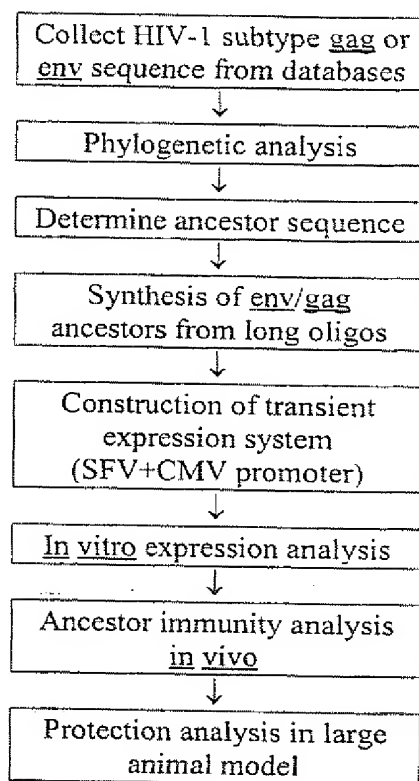 Collect HIV-1 subtype gag or
env sequence from databases
↓
Phylogenetic analysis
↓
Determine ancestor sequence
↓
Synthesis of env/gag
ancestors from long oligos
↓
Construction of transient
expression system
(SFV+CMV promoter)
↓
In vitro expression analysis
↓
Ancestor immunity analysis
in vivo
↓
Protection analysis in large
animal model